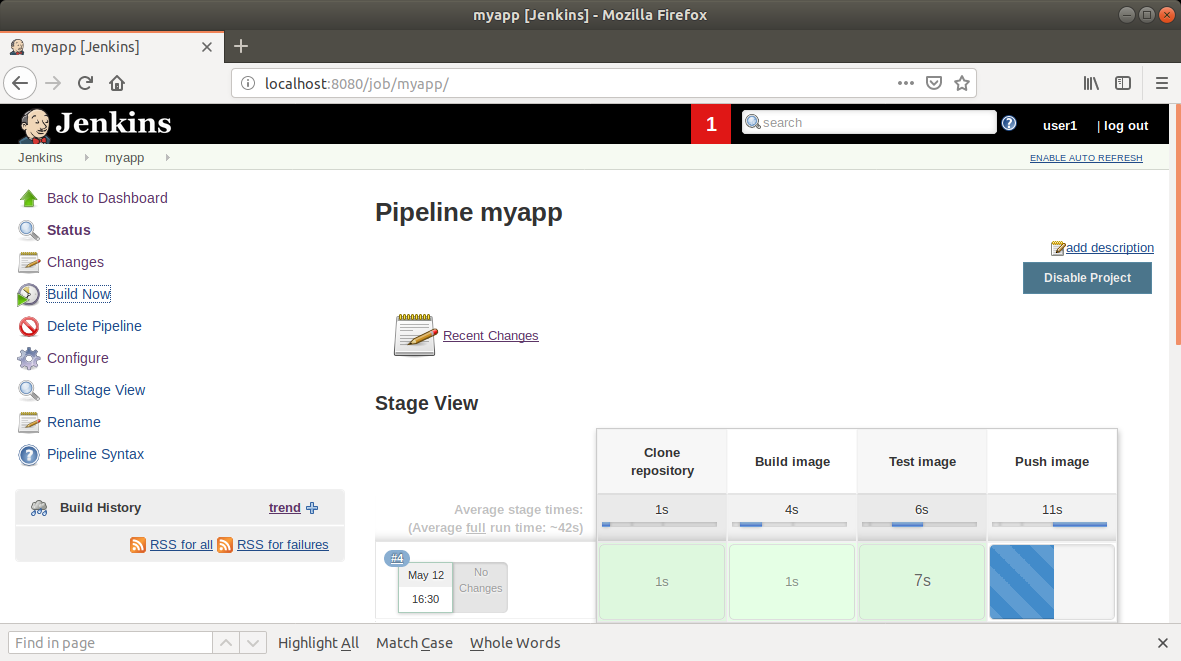 myapp [Jenkins] - Mozilla Firefox
myapp [Jenkins]
localhost:8080/job/myapp/
Jenkins
1
search
user1
| log out
Jenkins
myapp
ENABLE AUTO REFRESH
Back to Dashboard
Status
Changes
Build Now
Delete Pipeline
Configure
Full Stage View
Rename
Pipeline Syntax
Build History
trend
RSS for all
RSS for failures
Pipeline myapp
add description
Disable Project
Recent Changes
Stage View
Clone
repository
Build image
Test image
Push image
Average stage times:
(Average full run time: ~42s)
1s
4s
6s
11s
#4
May 12
16:30
No
Changes
1s
1s
7s
Find in page
Highlight All
Match Case
Whole Words